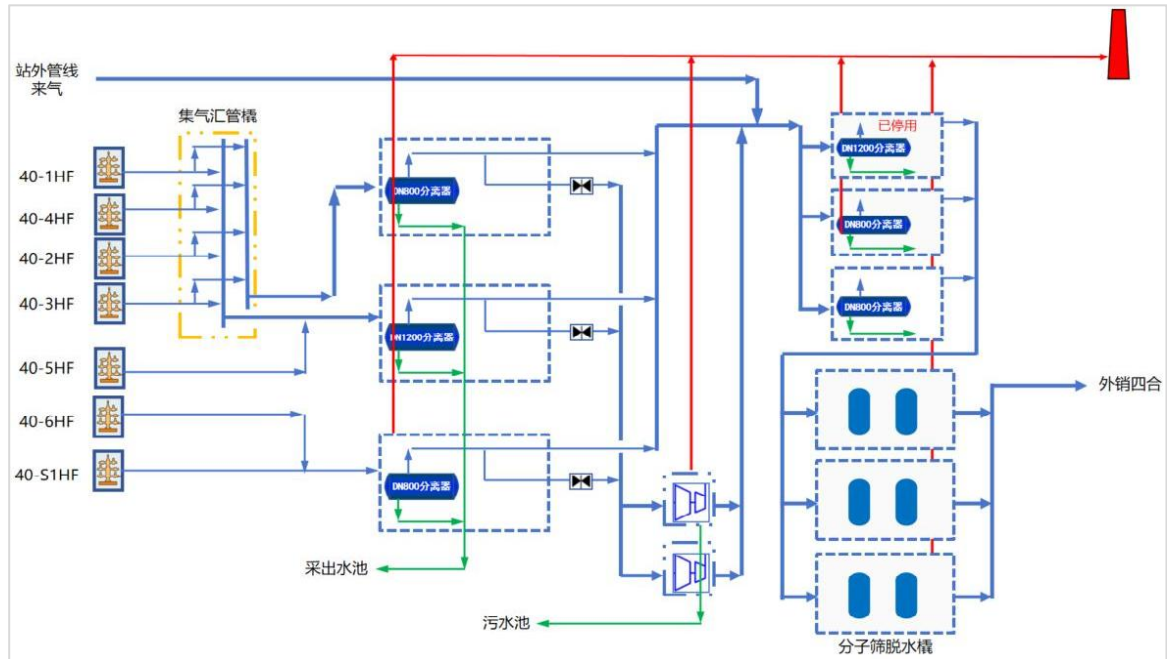 站外管线
来气
集气汇管橇
40-1HF
40-4HF
40-2HF
40-3HF
40-5HF
40-6HF
40-S1HF
DN800分离器
DN1200分离器
DN800分离器
采出水池
污水池
已停用
DN1200分离器
DN800分离器
DN800分离器
外销四合
分子筛脱水橇